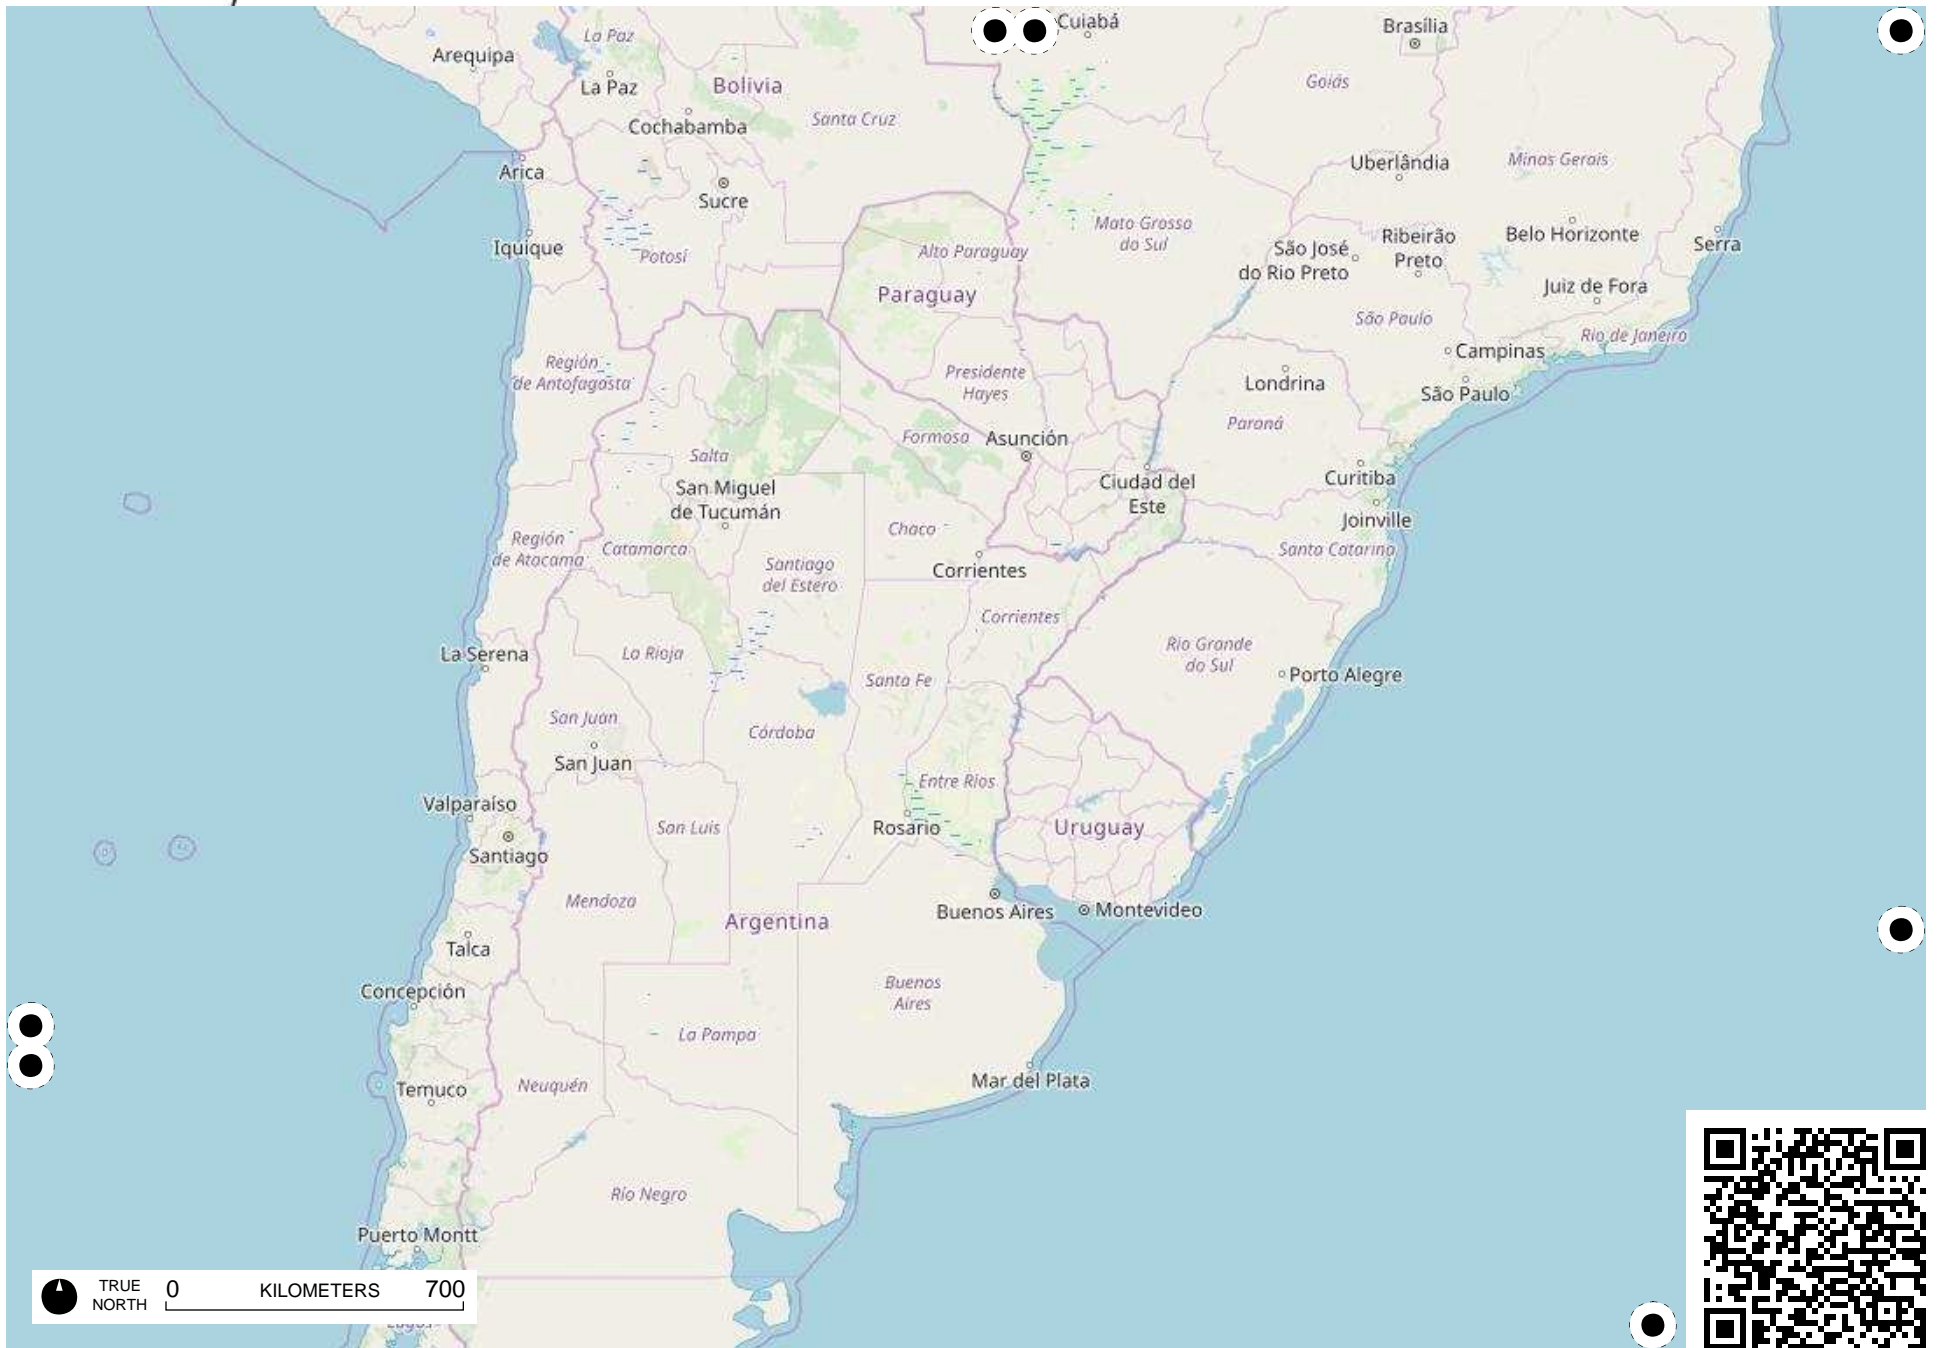 Cuiabá
Brasília
La Paz
Arequipa
La Paz
Bolivia
Goiás
Santa Cruz
Cochabamba
Arica
Uberlândia
Minas Gerais
Sucre
Mato Grosso
do Sul
Iquique
Potosí
Alto Paraguay
São José
do Rio Preto
Ribeirão
Preto
Belo Horizonte
Serra
Paraguay
Juiz de Fora
São Paulo
Rio de Janeiro
Campinas
Región
de Antofagasta
Presidente
Hayes
Londrina
São Paulo
Paraná
Formosa
Asunción
Salta
San Miguel
de Tucumán
Ciudad del
Este
Curitiba
Joinville
Chaco
Región
de Atacama
Catamarca
Santiago
del Estero
Santa Catarina
Corrientes
Corrientes
La Serena
La Rioja
Rio Grande
do Sul
Santa Fe
Porto Alegre
San Juan
Córdoba
San Juan
Entre Ríos
Valparaíso
San Luis
Rosario
Uruguay
Santiago
Mendoza
Argentina
Buenos Aires
Montevideo
Talca
Concepción
Buenos
Aires
La Pampa
Temuco
Neuquén
Mar del Plata
Río Negro
Puerto Montt
TRUE
NORTH
0 KILOMETERS 700